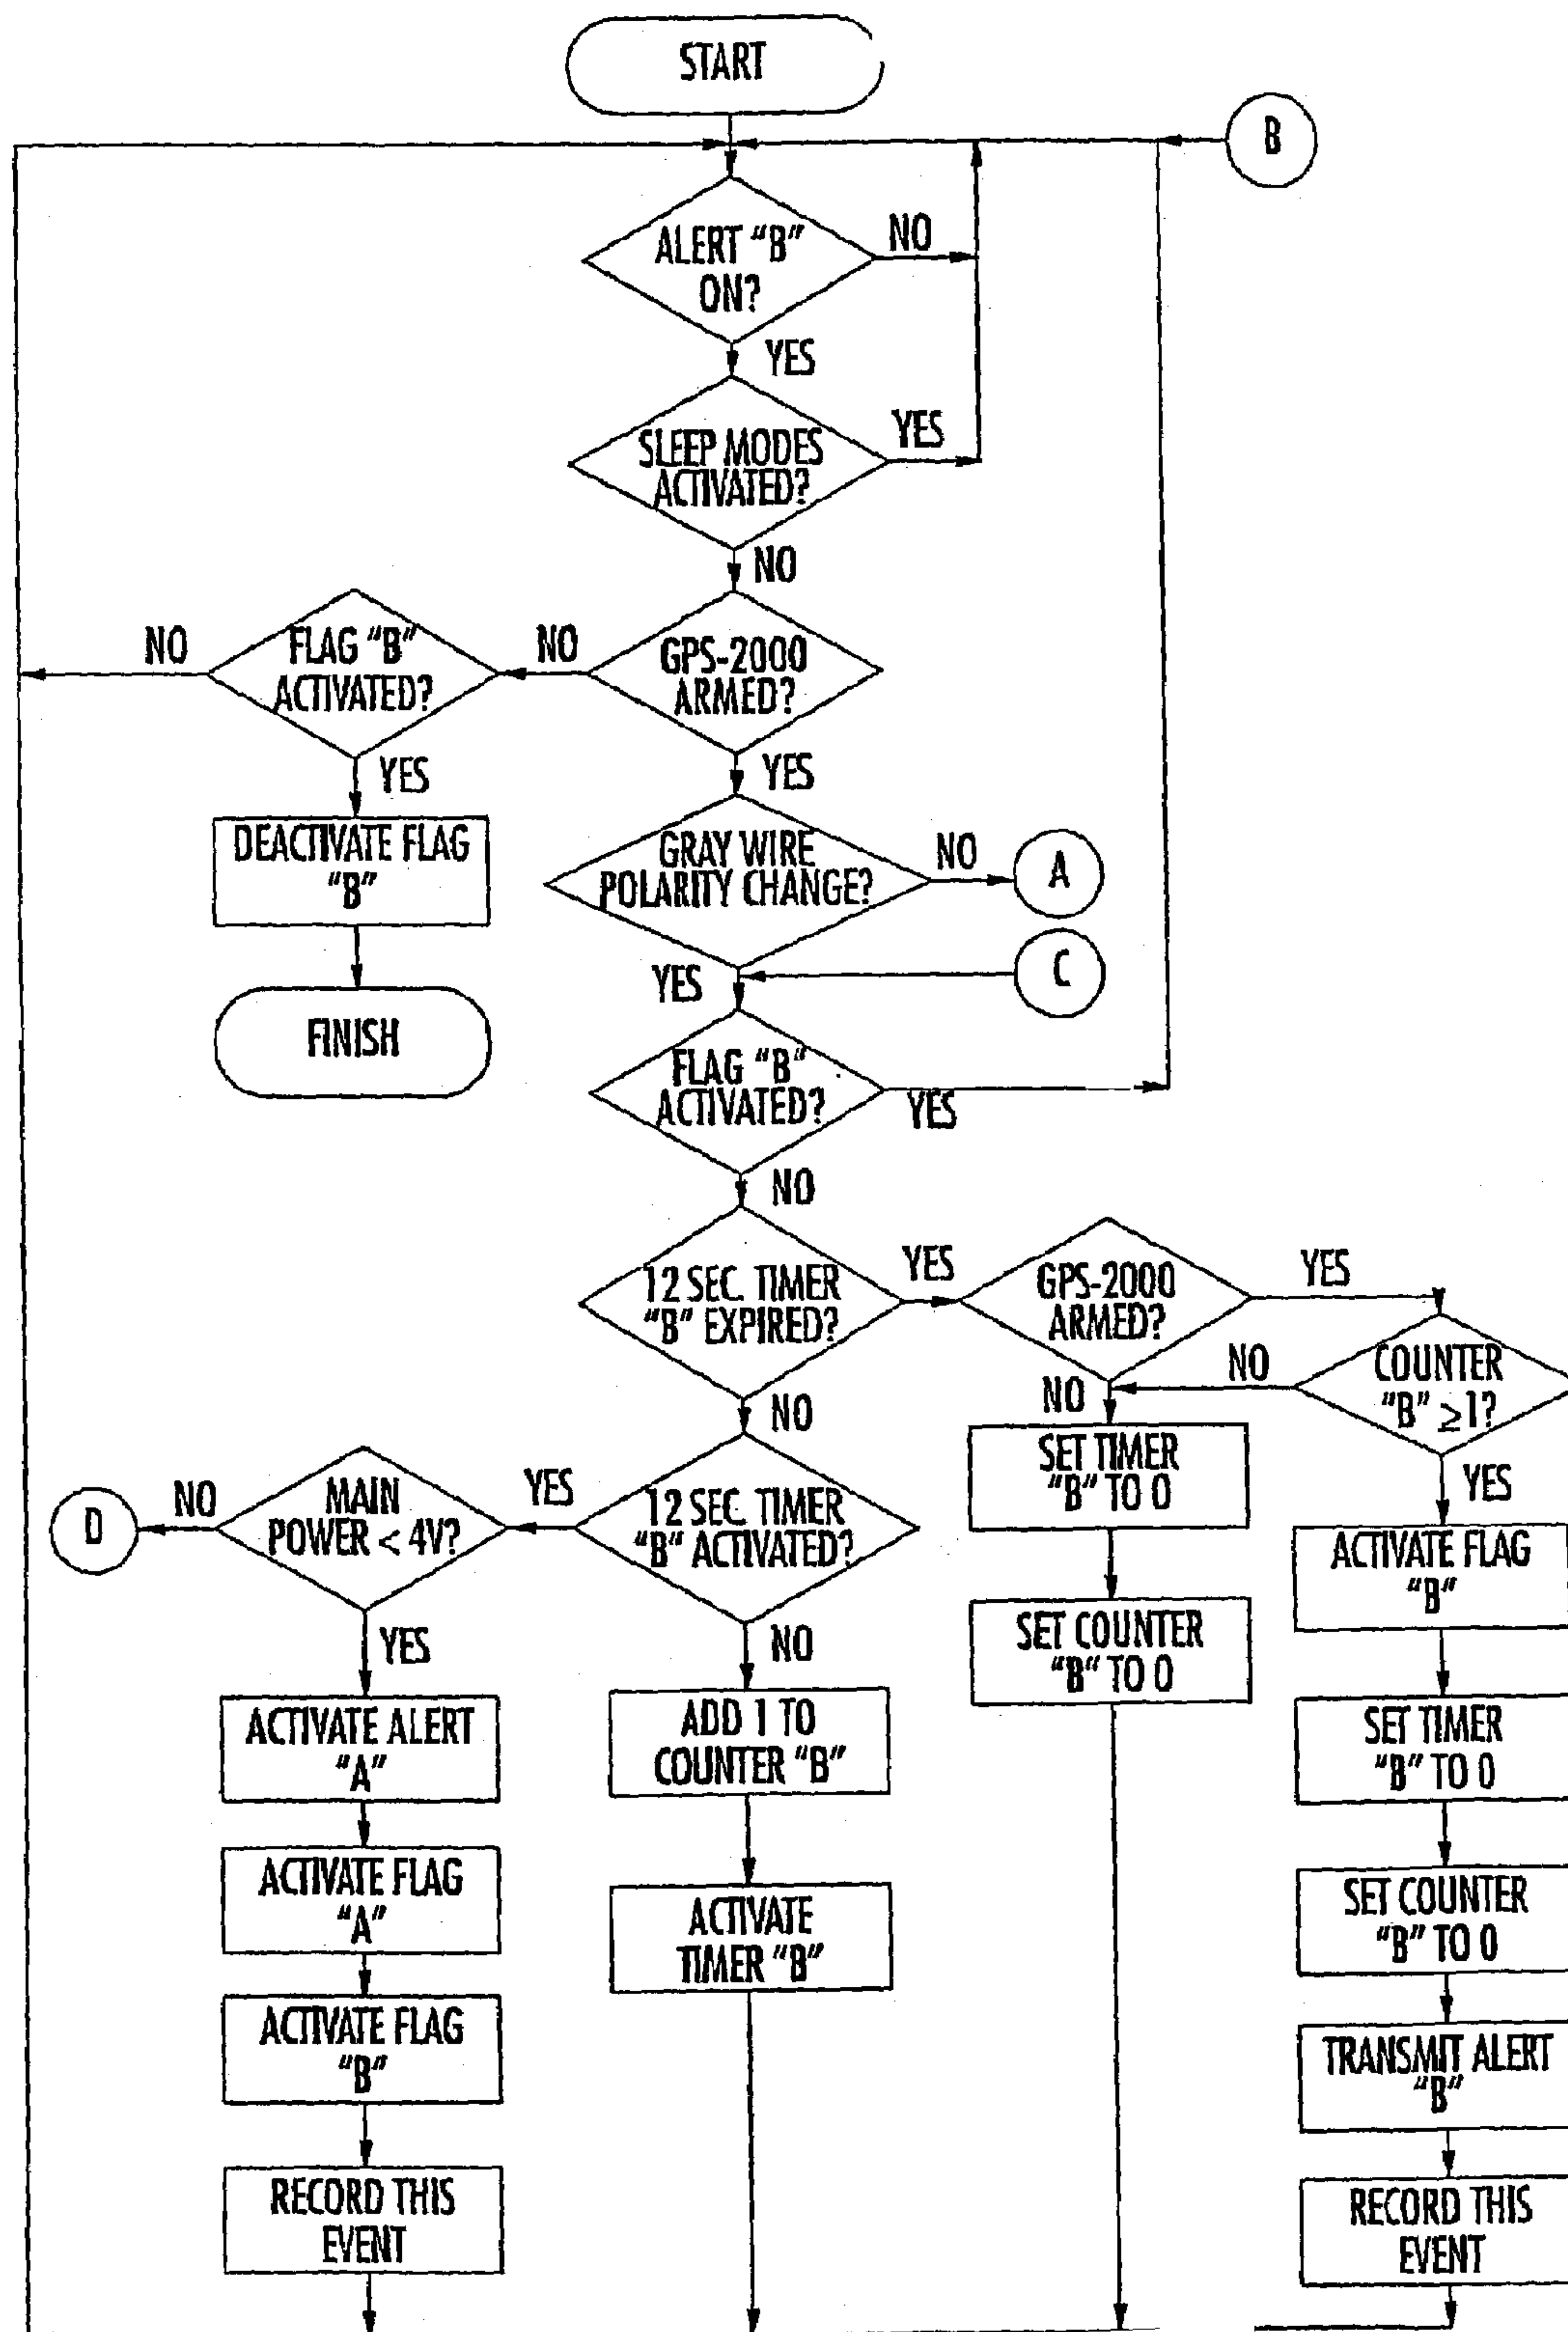 START
B
ALERT "B"
ON?
NO
YES
SLEEP MODES
ACTIVATED?
YES
NO
GPS-2000
ARMED?
NO
FLAG "B"
ACTIVATED?
NO
YES
DEACTIVATE FLAG
"B"
FINISH
YES
GRAY WIRE
POLARITY CHANGE?
NO
A
C
YES
FLAG "B"
ACTIVATED?
YES
NO
12 SEC. TIMER
"B" EXPIRED?
YES
GPS-2000
ARMED?
YES
COUNTER
"B" ≥1?
NO
NO
SET TIMER
"B" TO 0
SET COUNTER
"B" TO 0
YES
ACTIVATE FLAG
"B"
SET TIMER
"B" TO 0
SET COUNTER
"B" TO 0
TRANSMIT ALERT
"B"
RECORD THIS
EVENT
NO
12 SEC. TIMER
"B" ACTIVATED?
YES
MAIN
POWER < 4V?
NO
D
YES
ACTIVATE ALERT
"A"
ACTIVATE FLAG
"A"
ACTIVATE FLAG
"B"
RECORD THIS
EVENT
NO
ADD 1 TO
COUNTER "B"
ACTIVATE
TIMER "B"